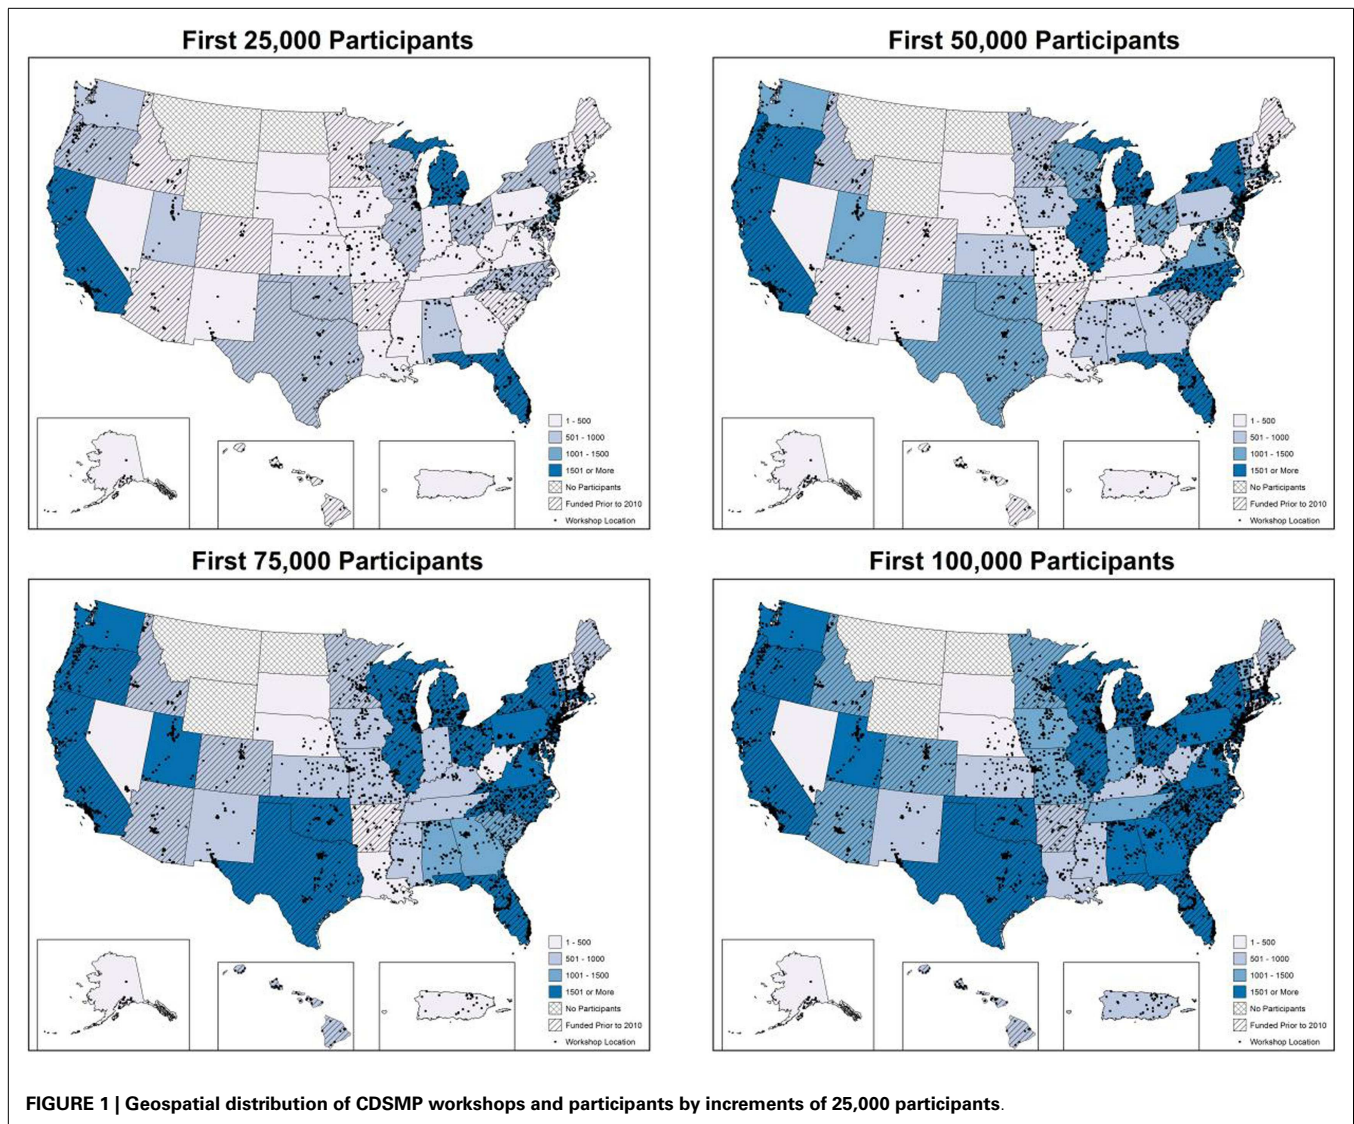 First 25,000 Participants
1 - 500
501 - 1000
1001 - 1500
1501 or More
No Participants
Funded Prior to 2010
Workshop Location
First 50,000 Participants
1 - 500
501 - 1000
1001 - 1500
1501 or More
No Participants
Funded Prior to 2010
Workshop Location
First 75,000 Participants
1 - 500
501 - 1000
1001 - 1500
1501 or More
No Participants
Funded Prior to 2010
Workshop Location
First 100,000 Participants
1 - 500
501 - 1000
1001 - 1500
1501 or More
No Participants
Funded Prior to 2010
Workshop Location
FIGURE 1 | Geospatial distribution of CDSMP workshops and participants by increments of 25,000 participants.